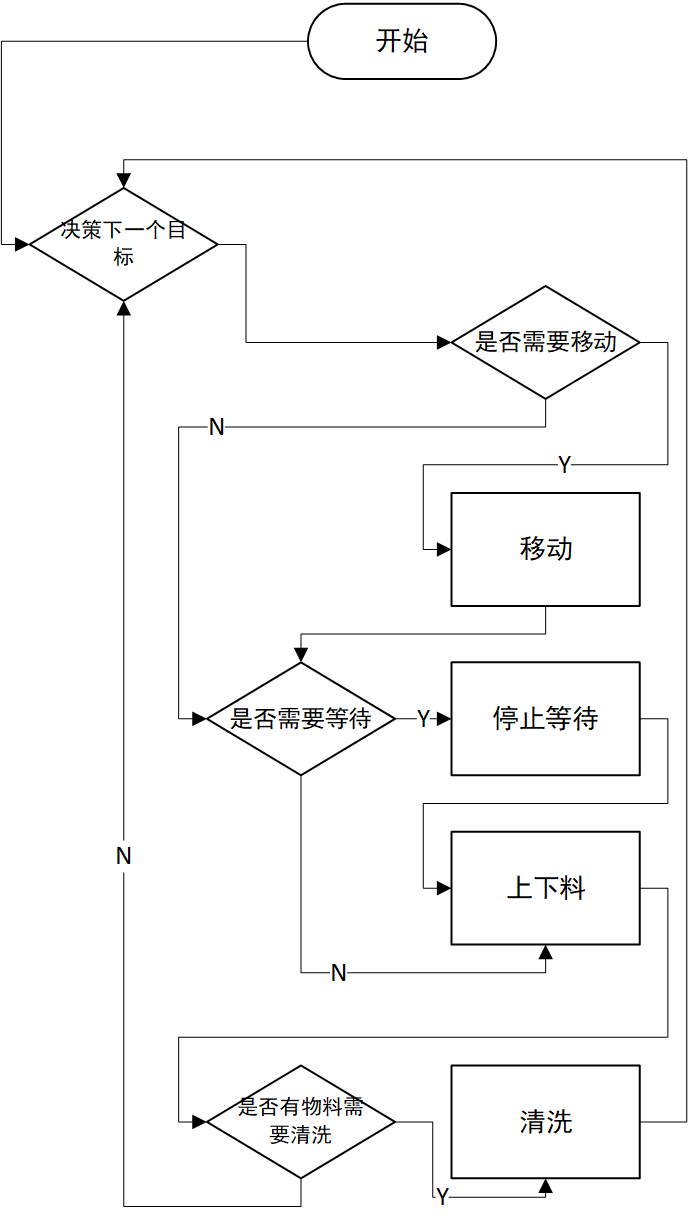 开始
决策下一个目
标
是否需要移动
N
Y
移动
是否需要等待
Y
停止等待
N
上下料
N
是否有物料需
要清洗
清洗
Y